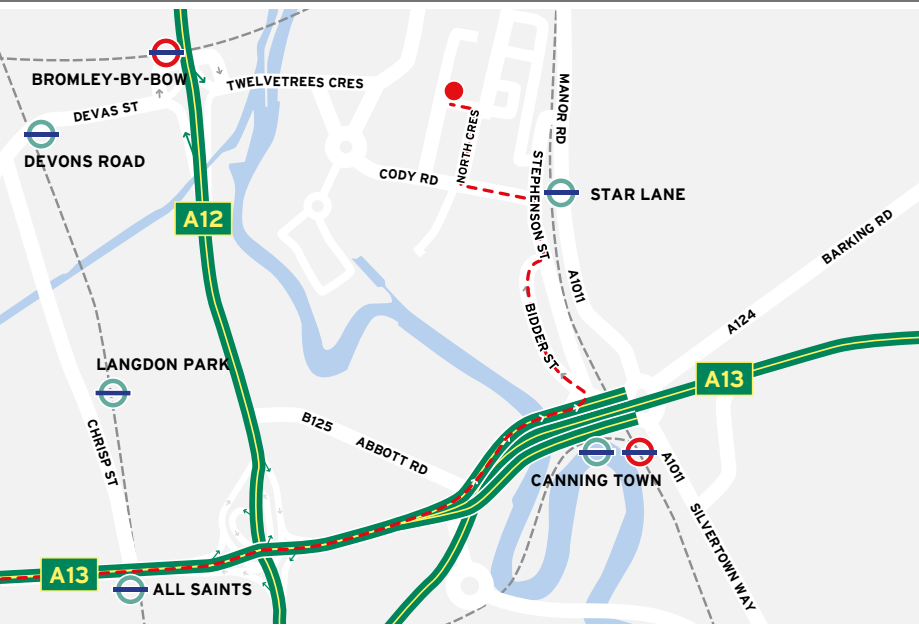 BROMLEY-BY-BOW
TWELVETREES CRES
DEVAS ST
DEVONS ROAD
MANOR RD
NORTH CRES
CODY RD
STEPHENSON ST
STAR LANE
A12
BARKING RD
A1011
BIDDER ST
A124
LANGDON PARK
A13
CHRISP ST
B125
ABBOTT RD
A1011
CANNING TOWN
SILVERTOWN WAY
A13
ALL SAINTS